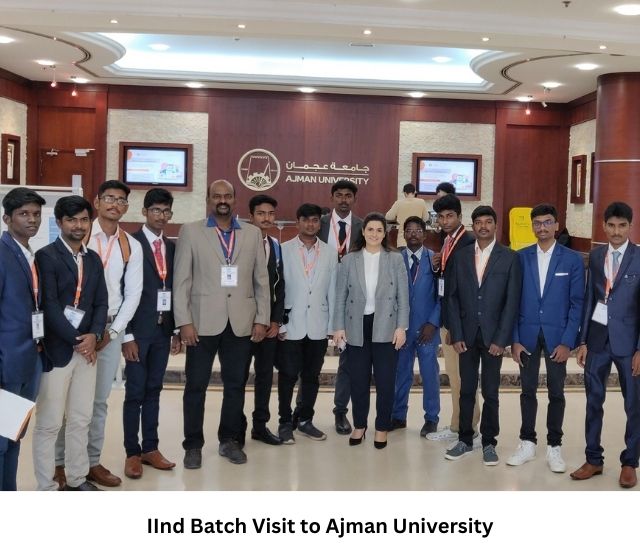 جامعة عجمان
AJMAN UNIVERSITY
IInd Batch Visit to Ajman University